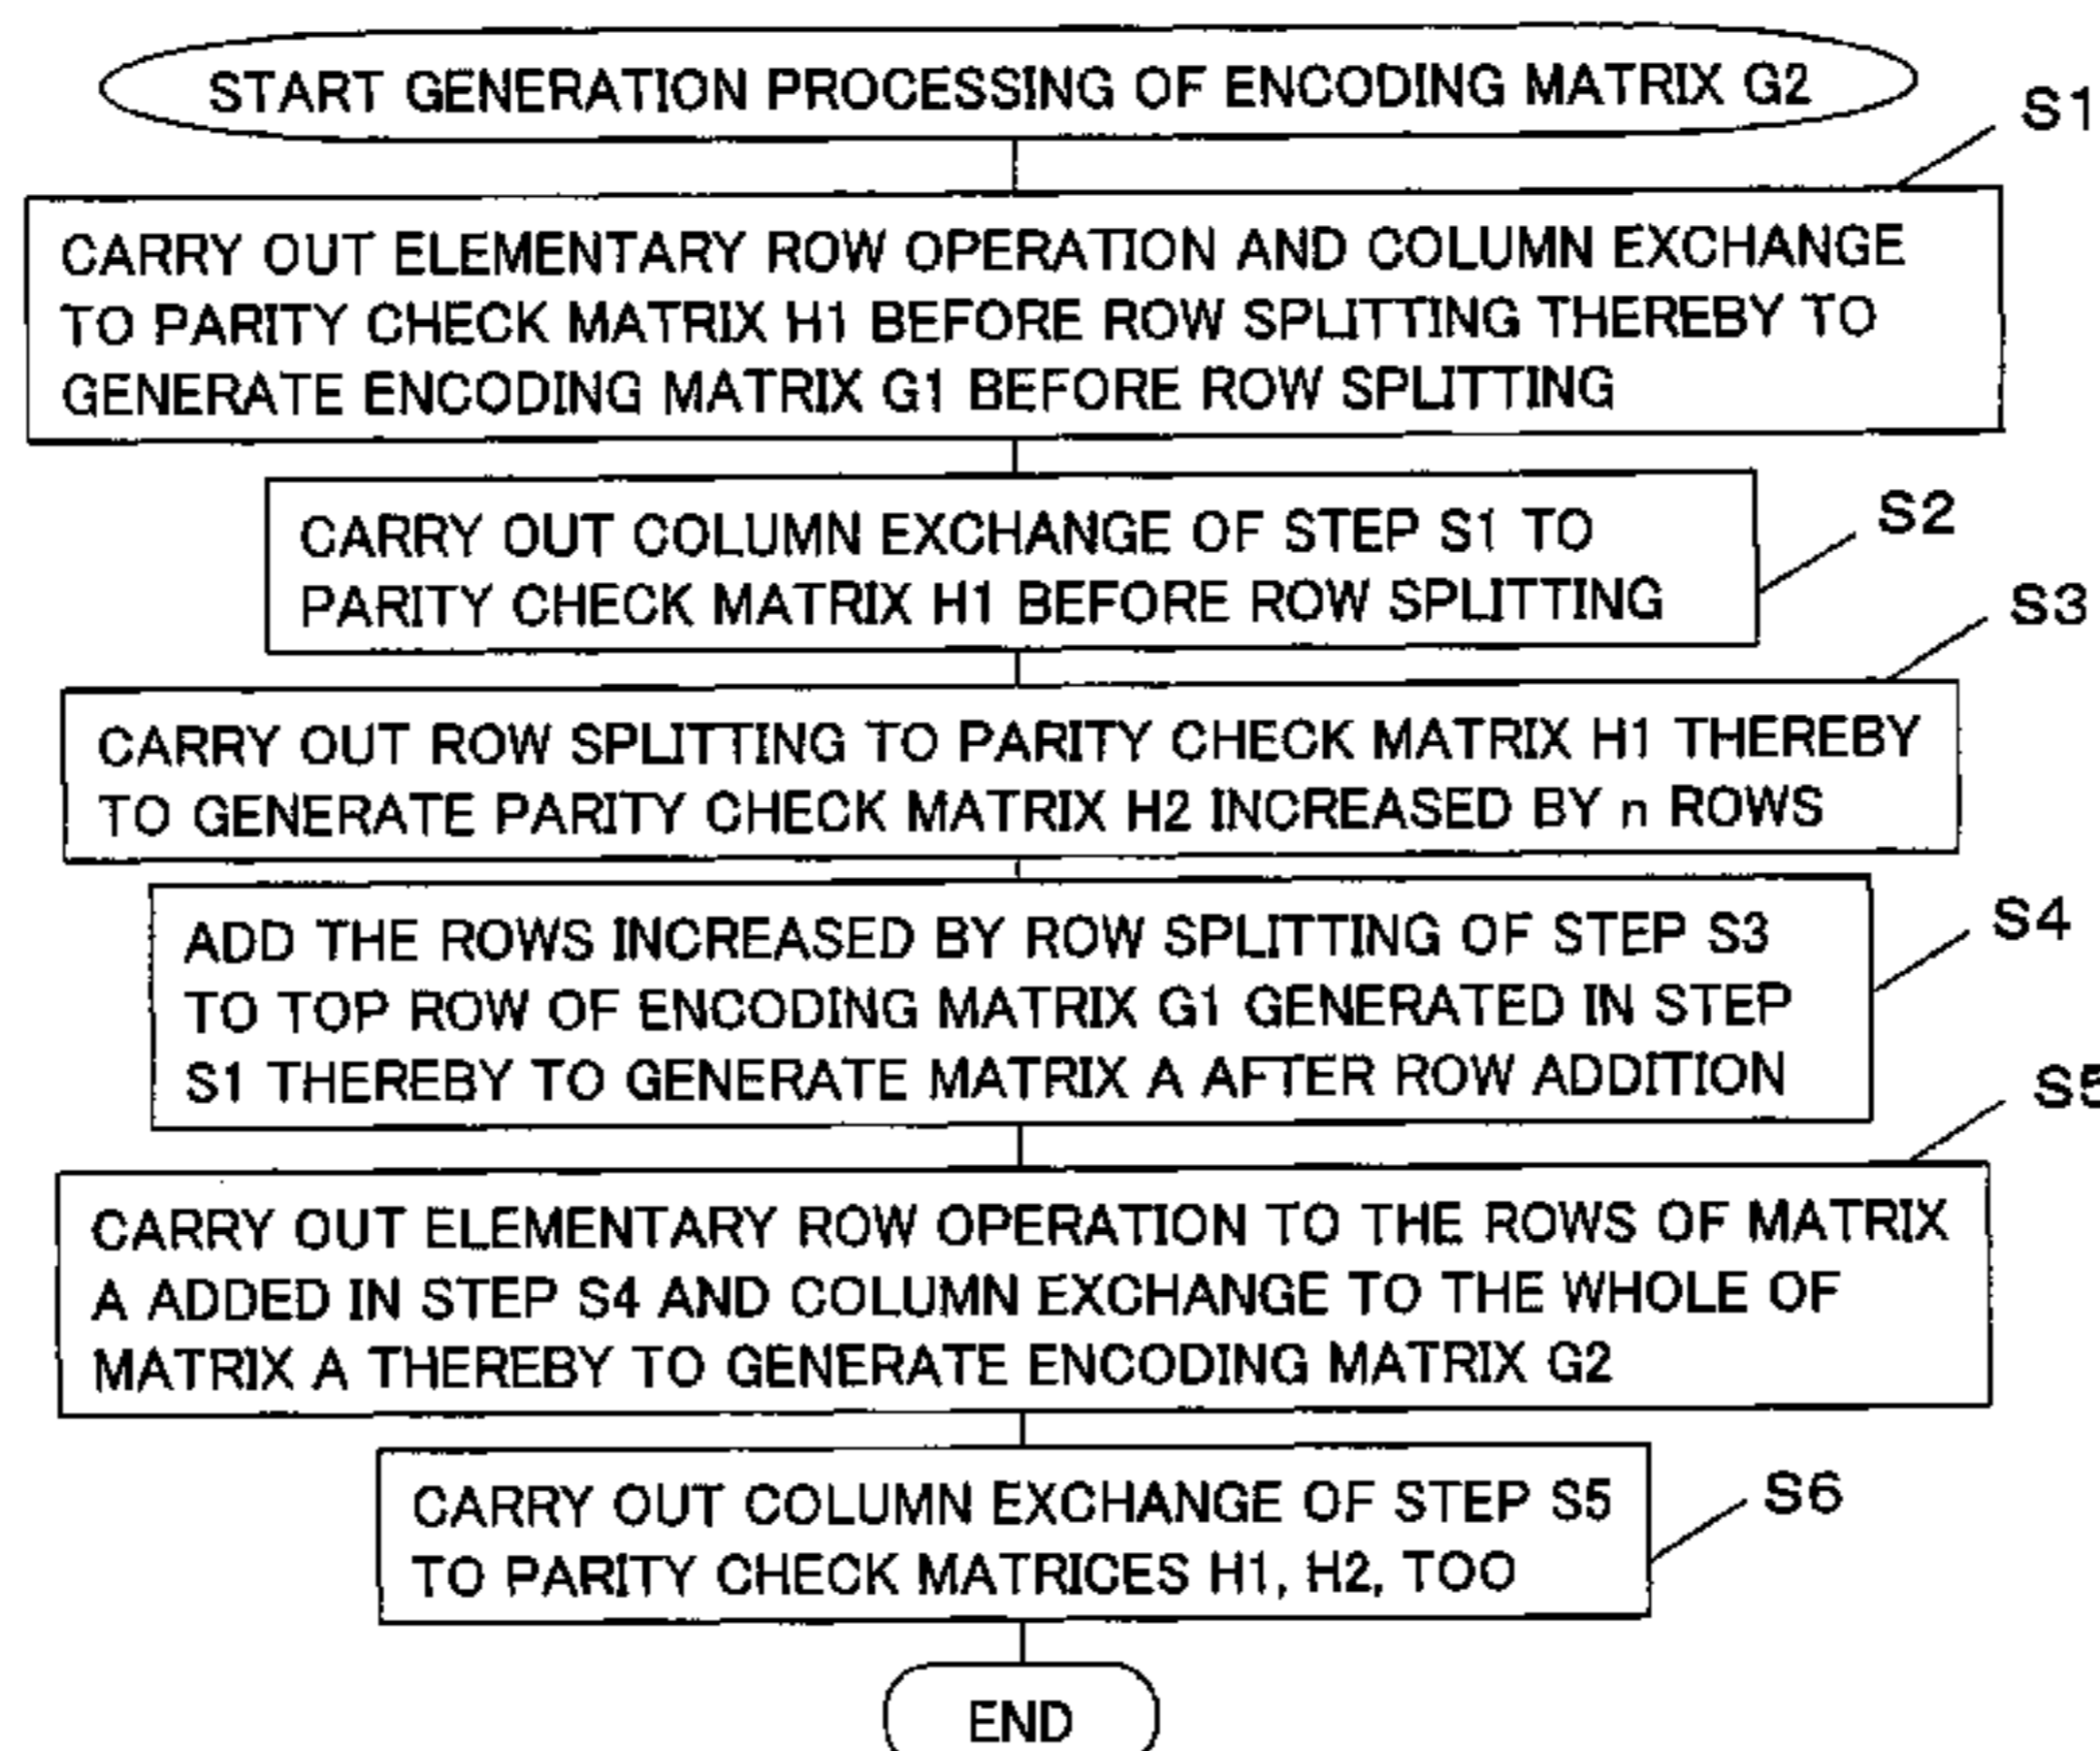 START GENERATION PROCESSING OF ENCODING MATRIX G2
S1
CARRY OUT ELEMENTARY ROW OPERATION AND COLUMN EXCHANGE
TO PARITY CHECK MATRIX H1 BEFORE ROW SPLITTING THEREBY TO
GENERATE ENCODING MATRIX G1 BEFORE ROW SPLITTING
S2
CARRY OUT COLUMN EXCHANGE OF STEP S1 TO
PARITY CHECK MATRIX H1 BEFORE ROW SPLITTING
S3
CARRY OUT ROW SPLITTING TO PARITY CHECK MATRIX H1 THEREBY
TO GENERATE PARITY CHECK MATRIX H2 INCREASED BY n ROWS
S4
ADD THE ROWS INCREASED BY ROW SPLITTING OF STEP S3
TO TOP ROW OF ENCODING MATRIX G1 GENERATED IN STEP
S1 THEREBY TO GENERATE MATRIX A AFTER ROW ADDITION
S5
CARRY OUT ELEMENTARY ROW OPERATION TO THE ROWS OF MATRIX
A ADDED IN STEP S4 AND COLUMN EXCHANGE TO THE WHOLE OF
MATRIX A THEREBY TO GENERATE ENCODING MATRIX G2
S6
CARRY OUT COLUMN EXCHANGE OF STEP S5
TO PARITY CHECK MATRICES H1, H2, TOO
END